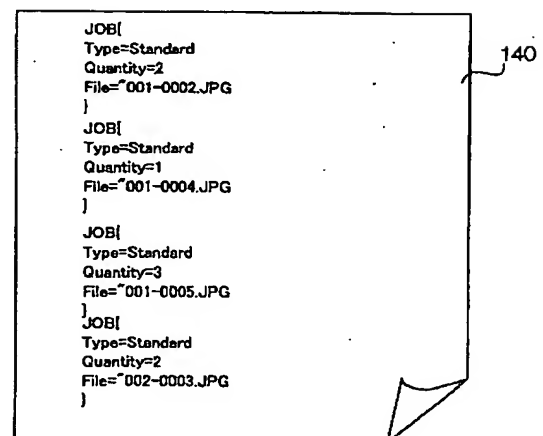 JOB{
Type=Standard
Quantity=2
File="001-0002.JPG
}
JOB{
Type=Standard
Quantity=1
File="001-0004.JPG
}
JOB{
Type=Standard
Quantity=3
File="001-0005.JPG
}
JOB{
Type=Standard
Quantity=2
File="002-0003.JPG
}
140